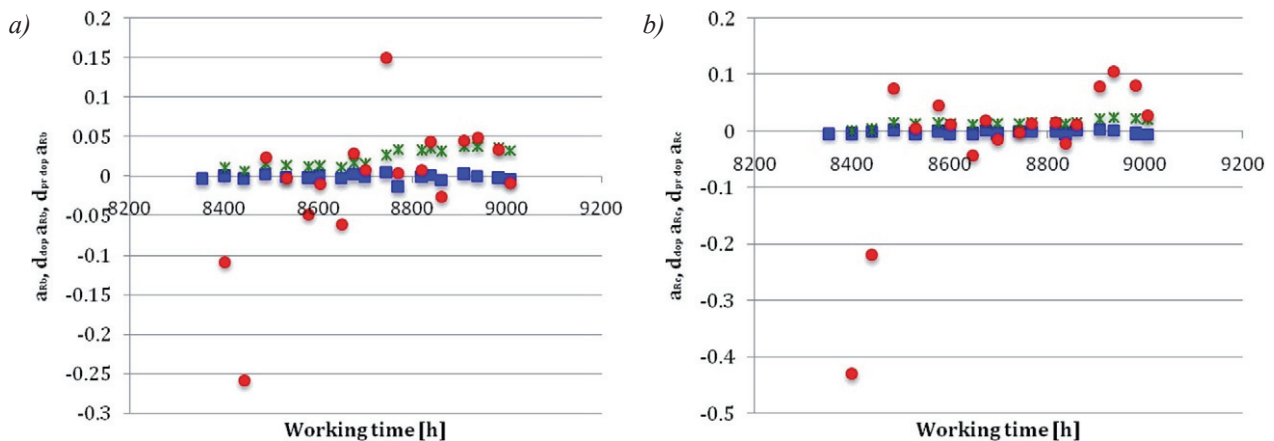 a)
0.2
0.15
0.1
0.05
0
-0.05
-0.1
-0.15
-0.2
-0.25
-0.3
8200 8400 8600 8800 9000 9200
aRb, ddop aRb, dpr dop aRb
Working time [h]
b)
0.2
0.1
0
-0.1
-0.2
-0.3
-0.4
-0.5
8200 8400 8600 8800 9000 9200
aRc, ddop aRc, dpr dop aRc
Working time [h]